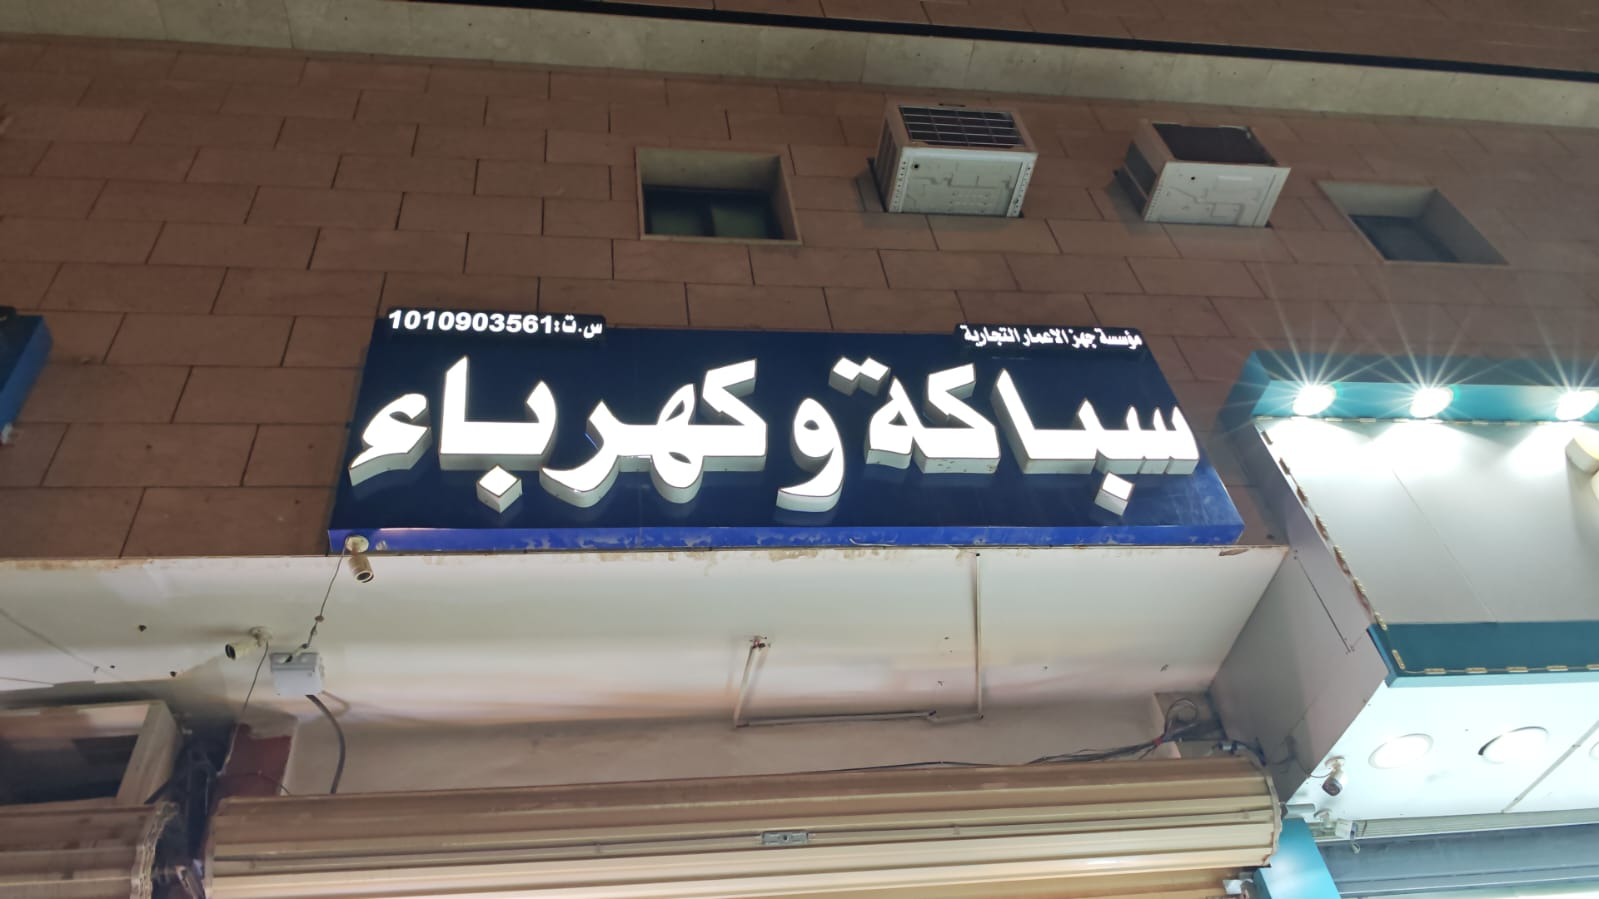 مؤسسة جهز الاعمار التجارية
س.ت: 1010903561
سباكة وكهرباء